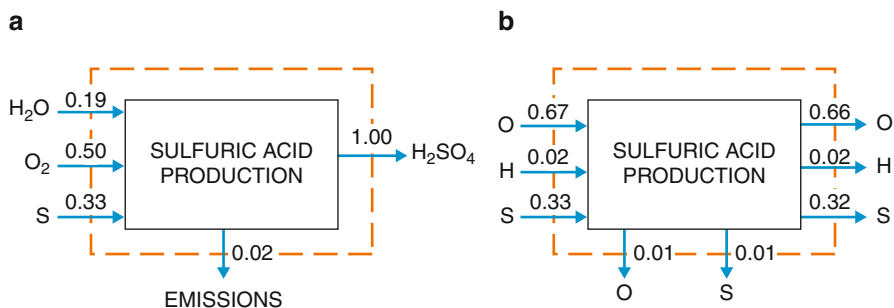 a
H₂O 0.19
O₂ 0.50
S 0.33
SULFURIC ACID
PRODUCTION
1.00 H₂SO₄
0.02
EMISSIONS
b
O 0.67
H 0.02
S 0.33
SULFURIC ACID
PRODUCTION
0.66 O
0.02 H
0.32 S
0.01 0.01
O S